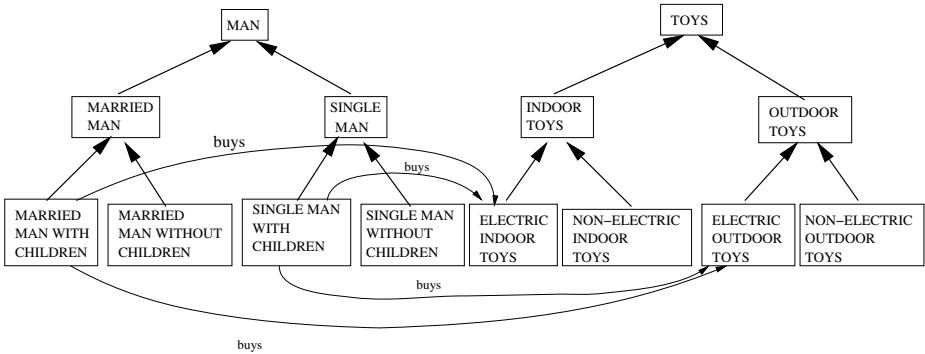 MAN
TOYS
MARRIED
MAN
SINGLE
MAN
INDOOR
TOYS
OUTDOOR
TOYS
buys
buys
MARRIED
MAN WITH
CHILDREN
MARRIED
MAN WITHOUT
CHILDREN
SINGLE MAN
WITH
CHILDREN
SINGLE MAN
WITHOUT
CHILDREN
ELECTRIC
INDOOR
TOYS
NON−ELECTRIC
INDOOR
TOYS
ELECTRIC
OUTDOOR
TOYS
NON−ELECTRIC
OUTDOOR
TOYS
buys
buys